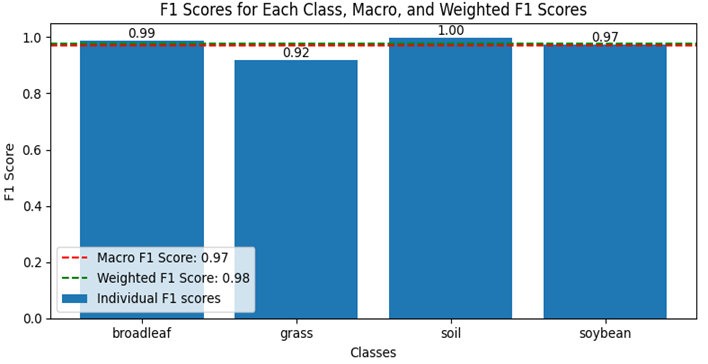 F1 Scores for Each Class, Macro, and Weighted F1 Scores
F1 Score
1.0
0.8
0.6
0.4
0.2
0.0
0.99
0.92
1.00
0.97
Macro F1 Score: 0.97
Weighted F1 Score: 0.98
Individual F1 scores
broadleaf
grass
soil
soybean
Classes